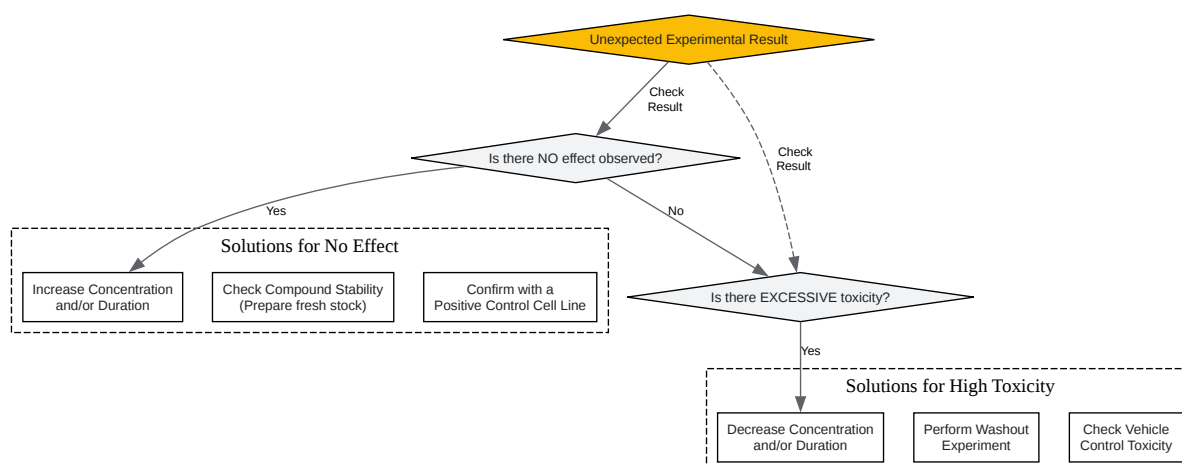 Unexpected Experimental Result
Check
Result
Is there NO effect observed?
Check
Result
Yes
No
Solutions for No Effect
Increase Concentration
and/or Duration
Check Compound Stability
(Prepare fresh stock)
Confirm with a
Positive Control Cell Line
Is there EXCESSIVE toxicity?
Yes
Solutions for High Toxicity
Decrease Concentration
and/or Duration
Perform Washout
Experiment
Check Vehicle
Control Toxicity